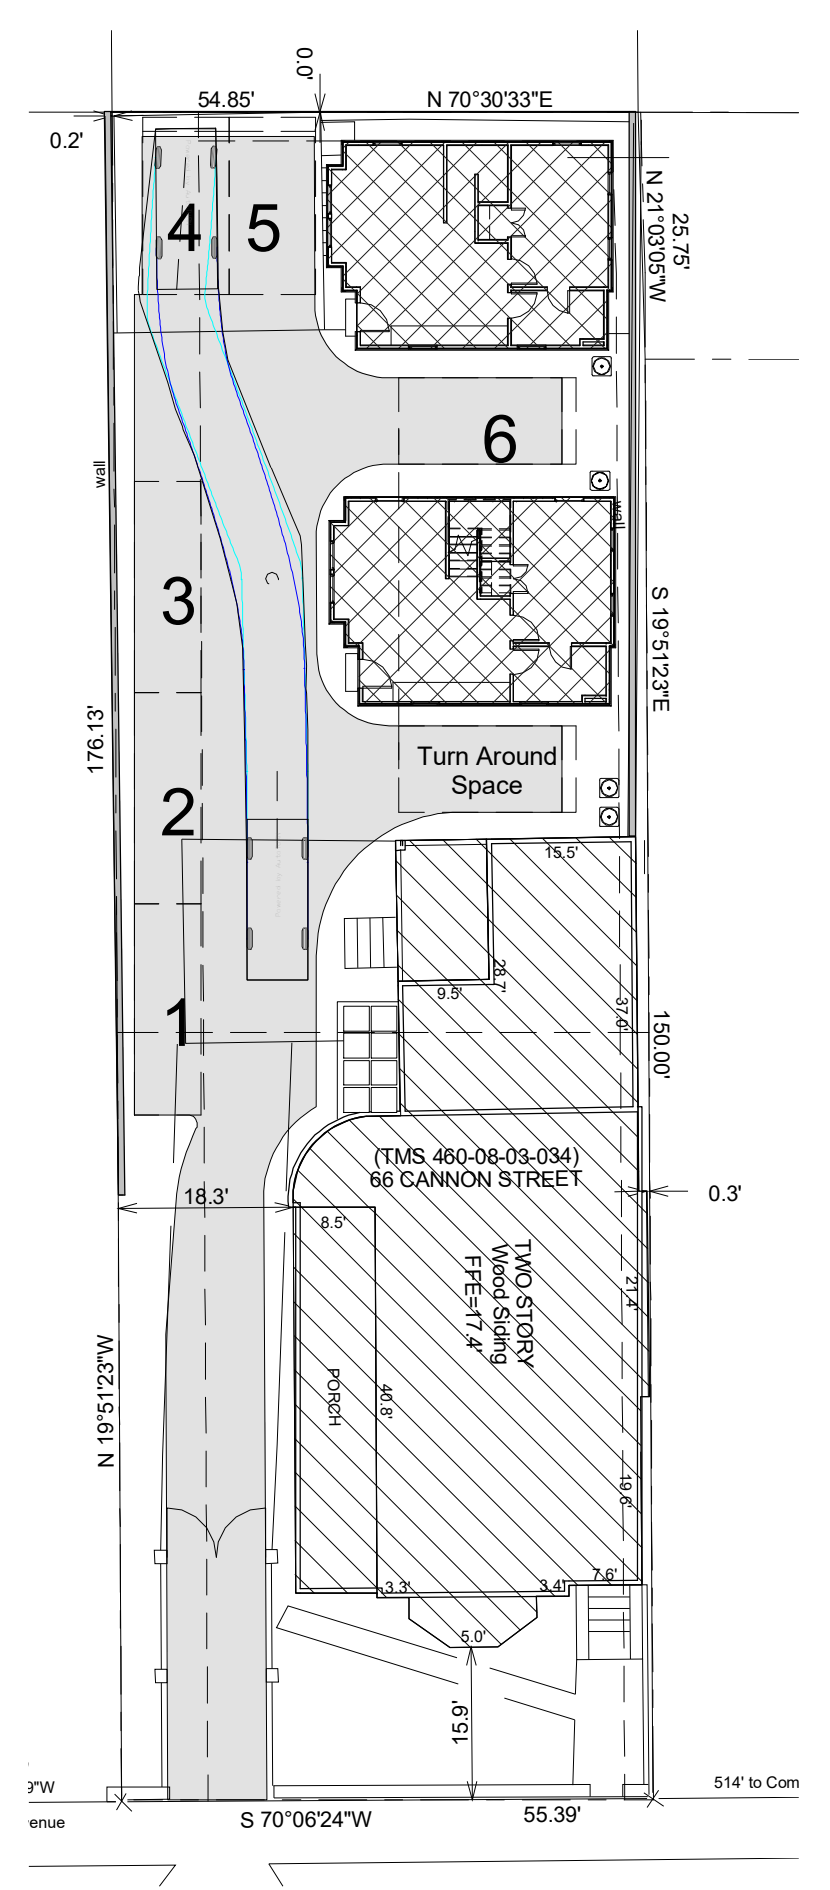 0.0'
54.85'
N 70°30'33"E
0.2'
N 21°03'05"W
25.75'
4
5
6
wall
wall
3
S 19°51'23"E
176.13'
Turn Around
Space
2
15.5'
28.7'
9.5'
37.0'
1
150.00'
(TMS 460-08-03-034)
66 CANNON STREET
18.3'
0.3'
8.5'
TWO STORY
Wood Siding
FFE=17.4'
21.4'
N 19°51'23"W
PORCH
40.8'
19.6'
3.3'
3.4'
7.6'
5.0'
15.9'
9"W
514' to Com
enue
S 70°06'24"W
55.39'